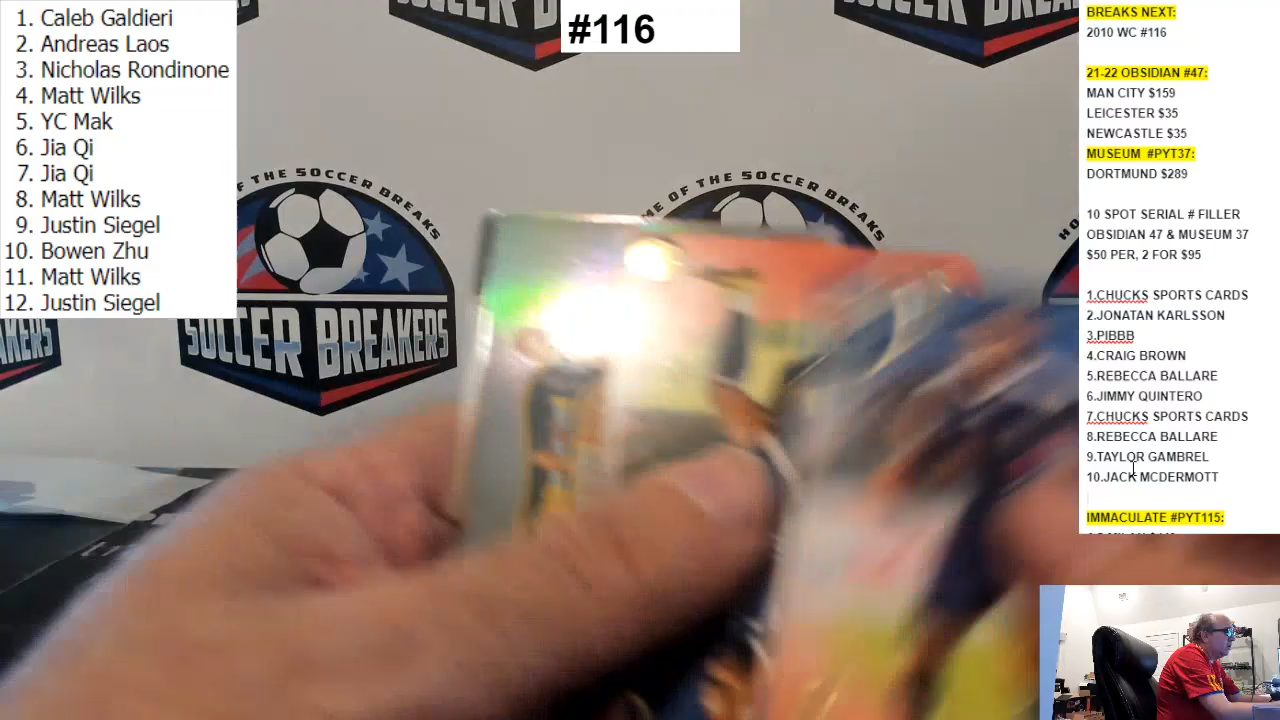 1. Caleb Galdieri
2. Andreas Laos
3. Nicholas Rondinone
4. Matt Wilks
5. YC Mak
6. Jia Qi
7. Jia Qi
8. Matt Wilks
9. Justin Siegel
10. Bowen Zhu
11. Matt Wilks
12. Justin Siegel
#116
BREAKS NEXT:
2010 WC #116
21-22 OBSIDIAN #47:
MAN CITY $159
LEICESTER $35
NEWCASTLE $35
MUSEUM #PYT37:
DORTMUND $289
10 SPOT SERIAL # FILLER
OBSIDIAN 47 & MUSEUM 37
$50 PER, 2 FOR $95
1.CHUCKS SPORTS CARDS
2.JONATAN KARLSSON
3.PIBBB
4.CRAIG BROWN
5.REBECCA BALLARE
6.JIMMY QUINTERO
7.CHUCKS SPORTS CARDS
8.REBECCA BALLARE
9.TAYLOR GAMBREL
10.JACK MCDERMOTT
IMMACULATE #PYT115:
F THE SOCCER BREAKS
SOCCER BREAKERS
ME OF THE SOCCER BREAKS
HO
AKERS